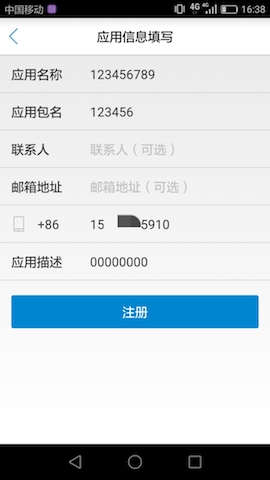 中国移动 4G 4G 16:38
应用信息填写
应用名称 123456789
应用包名 123456
联系人 联系人（可选）
邮箱地址 邮箱地址（可选）
+86 15 5910
应用描述 00000000
注册